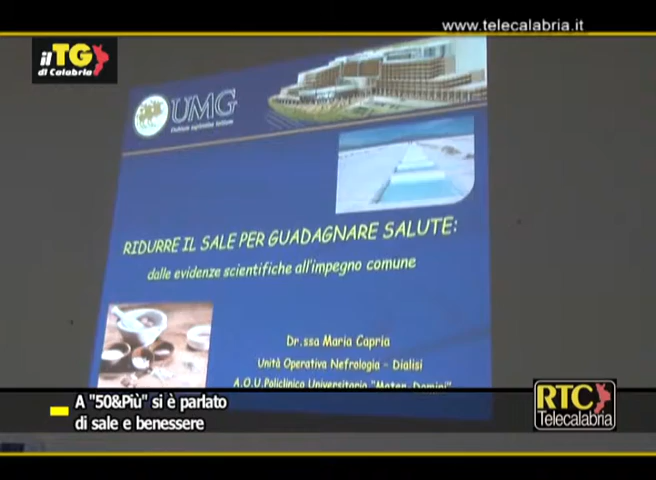 www.telecalabria.it
il TG
di Calabria
UMG
RIDURRE IL SALE PER GUADAGNARE SALUTE:
dalle evidenze scientifiche all'impegno comune
Dr.ssa Maria Capria
Unità Operativa Nefrologia - Dialisi
A.O.U. Policlinico Universitario "Mater-Domini"
A "50&Più" si è parlato
di sale e benessere
RTC
Telecalabria